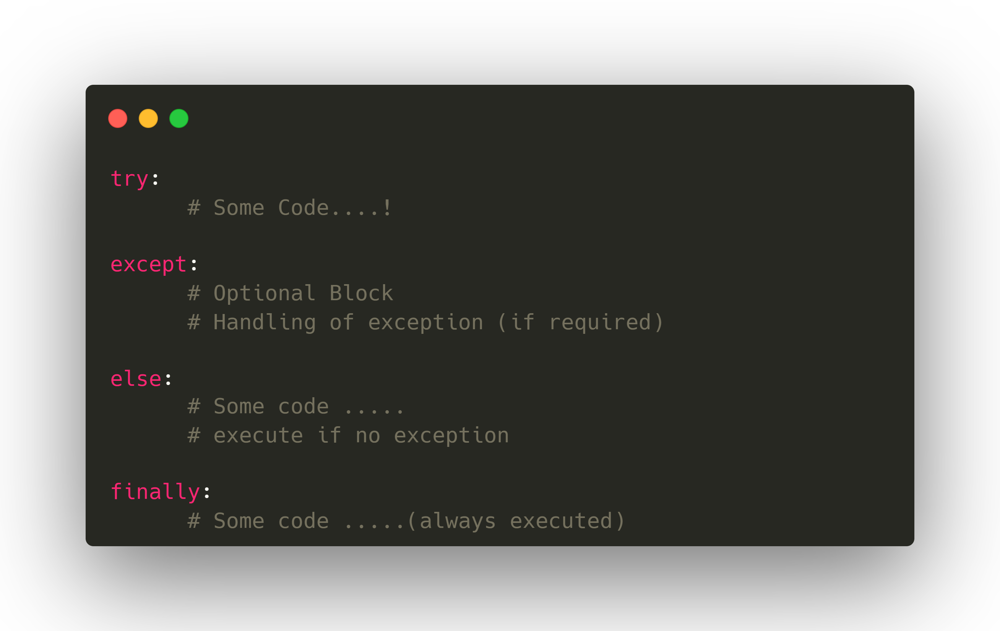 try:
      # Some Code....!

except:
      # Optional Block
      # Handling of exception (if required)

else:
      # Some code .....
      # execute if no exception

finally:
      # Some code .....(always executed)